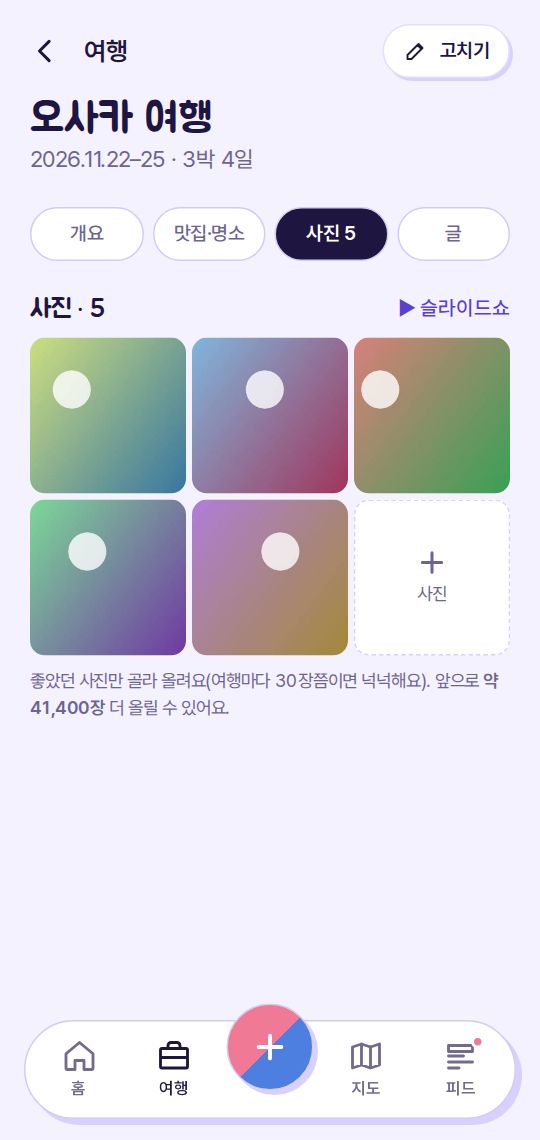 여행
고치기
오사카 여행
2026.11.22–25 · 3박 4일
개요
맛집·명소
사진 5
글
사진 · 5
▶ 슬라이드쇼
사진
좋았던 사진만 골라 올려요(여행마다 30장쯤이면 넉넉해요). 앞으로 약
41,400장 더 올릴 수 있어요.
홈
여행
지도
피드